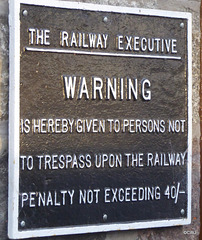 THE RAILWAY EXECUTIVE
WARNING
IS HEREBY GIVEN TO PERSONS NOT
TO TRESPASS UPON THE RAILWAY
PENALTY NOT EXCEEDING 40/-